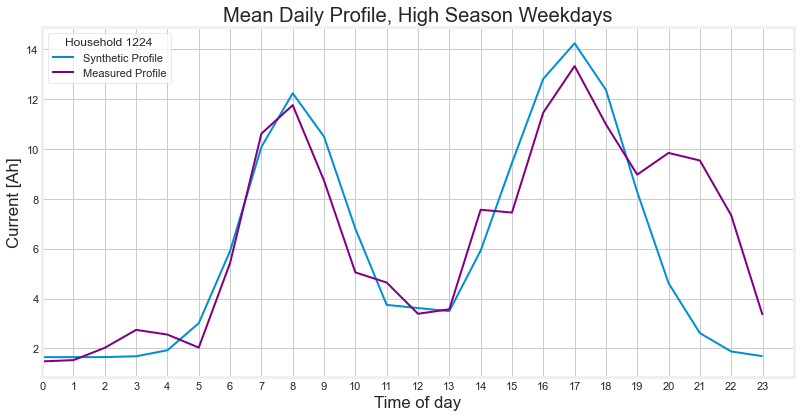 Mean Daily Profile, High Season Weekdays
Household 1224
Synthetic Profile
Measured Profile
Current [Ah]
14
12
10
8
6
4
2
0 1 2 3 4 5 6 7 8 9 10 11 12 13 14 15 16 17 18 19 20 21 22 23
Time of day